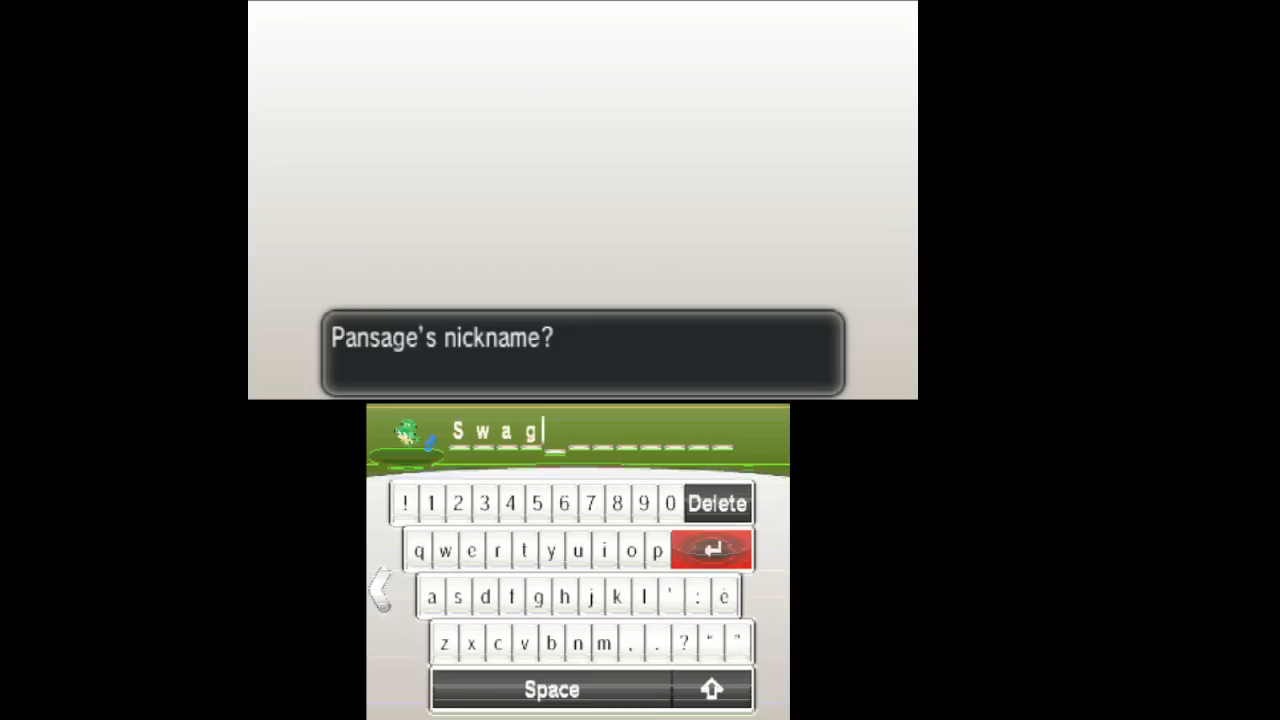 Pansage's nickname?
Swag
! 1 2 3 4 5 6 7 8 9 0 Delete
q w e r t y u i o p
a s d f g h j k l ' : é
z x c v b n m , . ? “ ”
Space